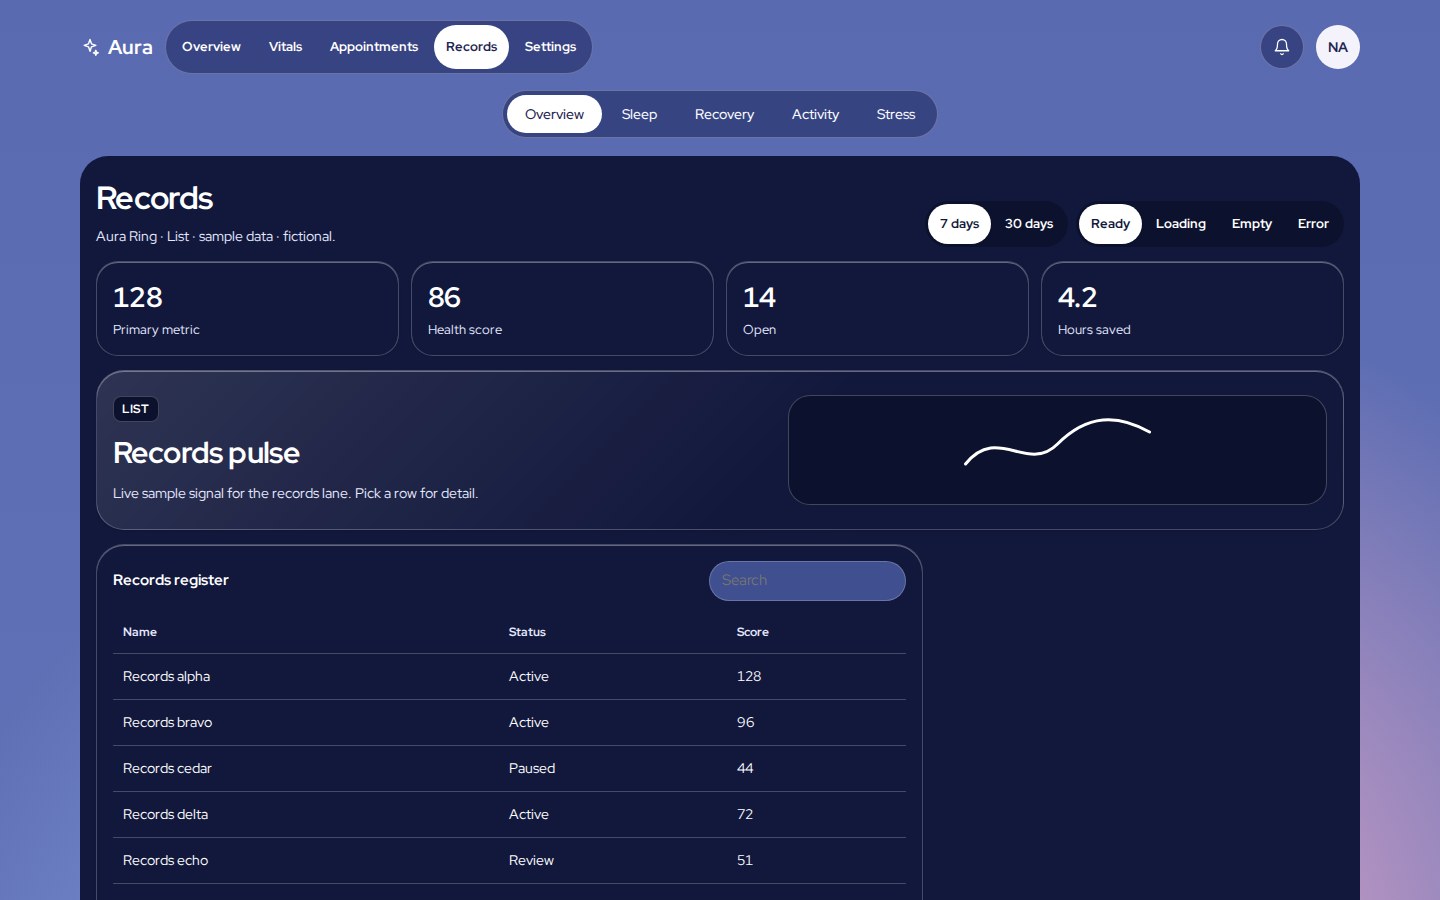 Aura
Overview Vitals Appointments Records Settings
NA
Overview Sleep Recovery Activity Stress
Records
Aura Ring · List · sample data · fictional.
7 days 30 days Ready Loading Empty Error
128
Primary metric
86
Health score
14
Open
4.2
Hours saved
LIST
Records pulse
Live sample signal for the records lane. Pick a row for detail.
Records register
Search
Name Status Score
Records alpha Active 128
Records bravo Active 96
Records cedar Paused 44
Records delta Active 72
Records echo Review 51